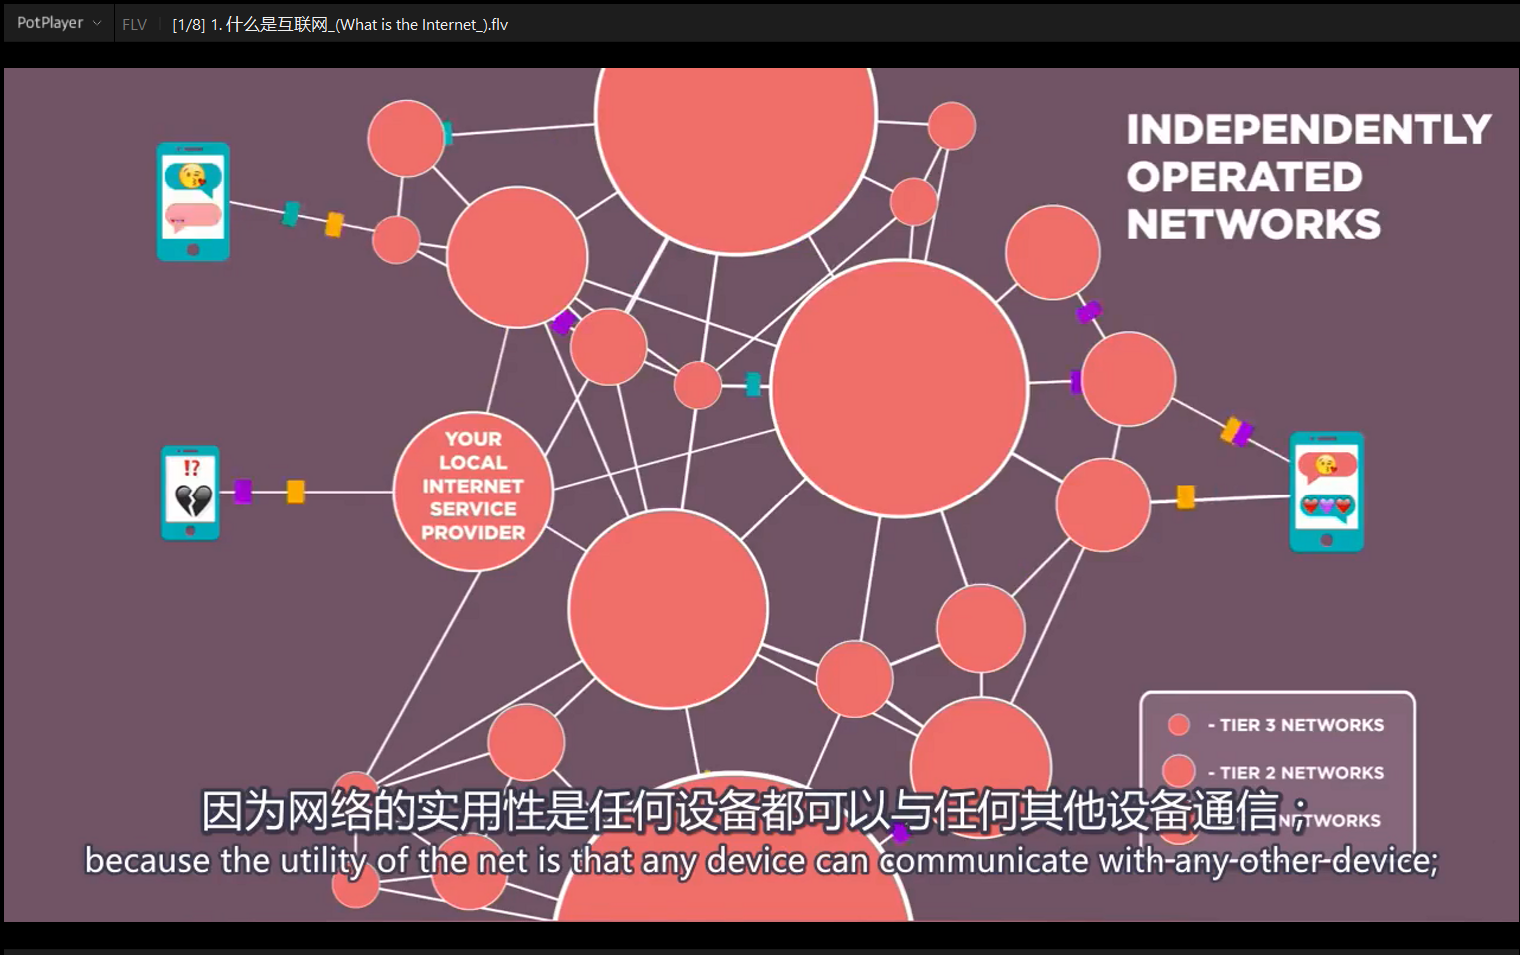 PotPlayer
FLV
[1/8] 1. 什么是互联网_(What is the Internet_).flv
INDEPENDENTLY
OPERATED
NETWORKS
!?
YOUR
LOCAL
INTERNET
SERVICE
PROVIDER
- TIER 3 NETWORKS
- TIER 2 NETWORKS
NETWORKS
因为网络的实用性是任何设备都可以与任何其他设备通信；
because the utility of the net is that any device can communicate with any other device;